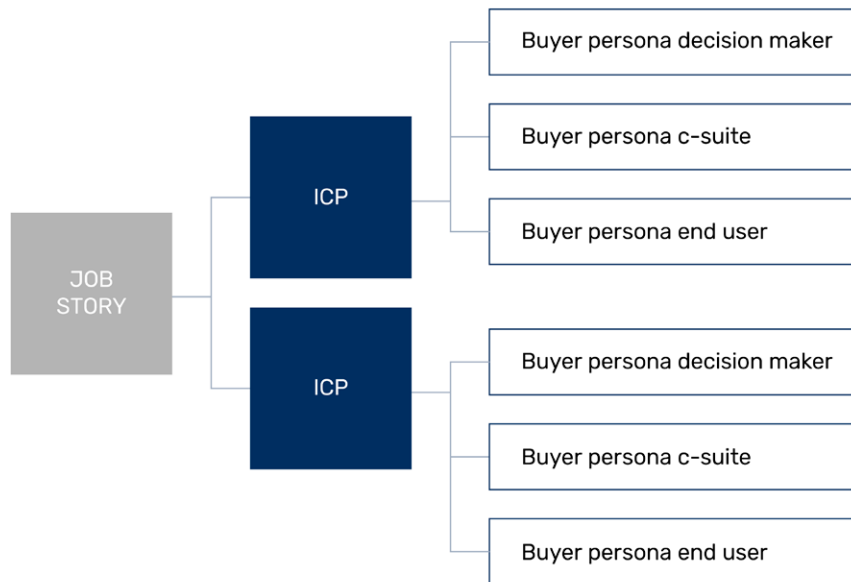 Buyer persona decision maker
Buyer persona c-suite
Buyer persona end user
ICP
JOB
STORY
ICP
Buyer persona decision maker
Buyer persona c-suite
Buyer persona end user